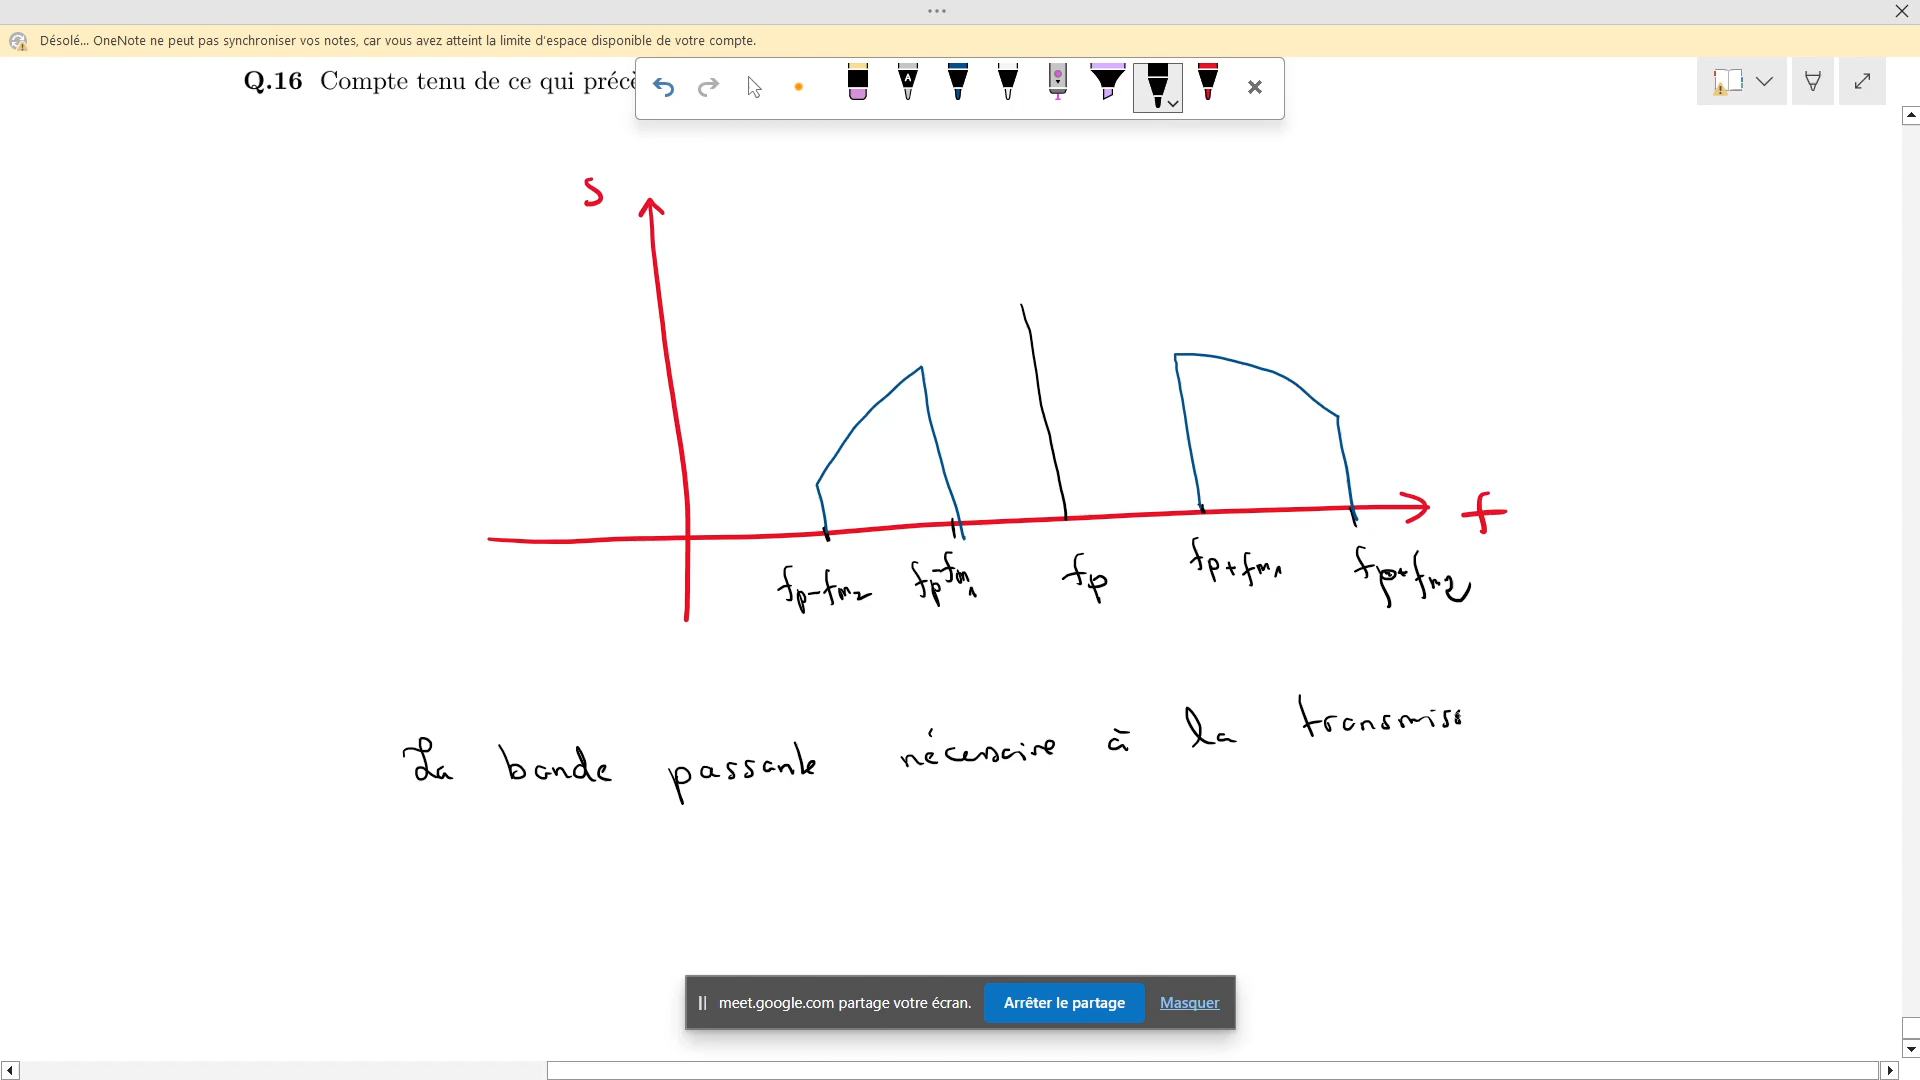 Désolé... OneNote ne peut pas synchroniser vos notes, car vous avez atteint la limite d'espace disponible de votre compte.
Q.16 Compte tenu de ce qui précè
A
S
f
fp-fm2 fp-fm1 fp fp+fm1 fp+fm2
La bande passante nécessaire à la transmiss
meet.google.com partage votre écran. Arrêter le partage Masquer